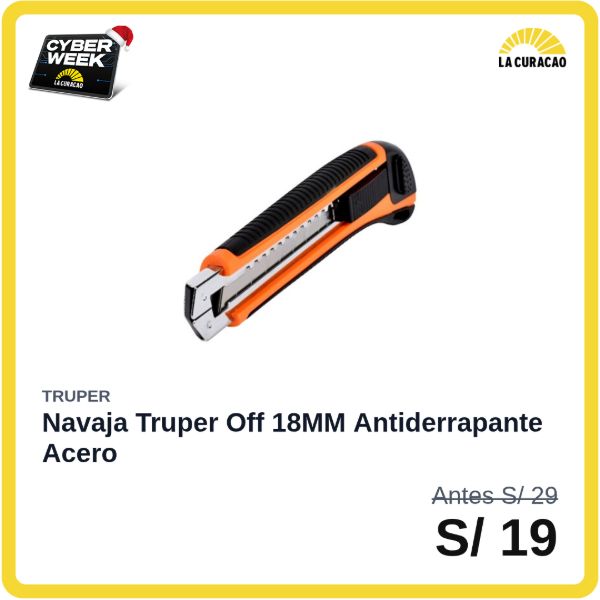 CYBER
WEEK
LA CURACAO
LA CURACAO
TRUPER
Navaja Truper Off 18MM Antiderrapante
Acero
Antes S/ 29
S/ 19